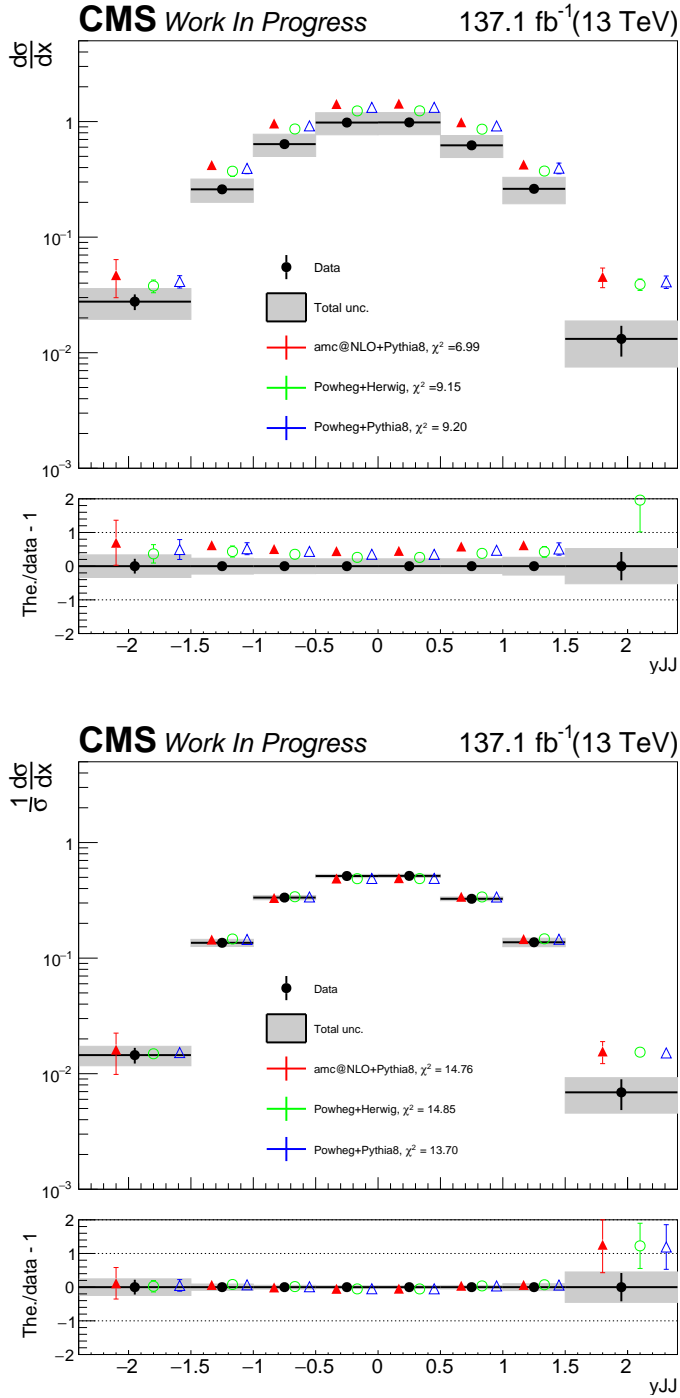 CMS Work In Progress 137.1 fb⁻¹(13 TeV)
dσ
dx
1
10⁻¹
10⁻²
10⁻³
Data
Total unc.
amc@NLO+Pythia8, χ² =6.99
Powheg+Herwig, χ² =9.15
Powheg+Pythia8, χ² = 9.20
The./data - 1
2
1
0
−1
−2
−2 −1.5 −1 −0.5 0 0.5 1 1.5 2
yJJ
CMS Work In Progress 137.1 fb⁻¹(13 TeV)
1 dσ
σ dx
1
10⁻¹
10⁻²
10⁻³
Data
Total unc.
amc@NLO+Pythia8, χ² = 14.76
Powheg+Herwig, χ² = 14.85
Powheg+Pythia8, χ² = 13.70
The./data - 1
2
1
0
−1
−2
−2 −1.5 −1 −0.5 0 0.5 1 1.5 2
yJJ